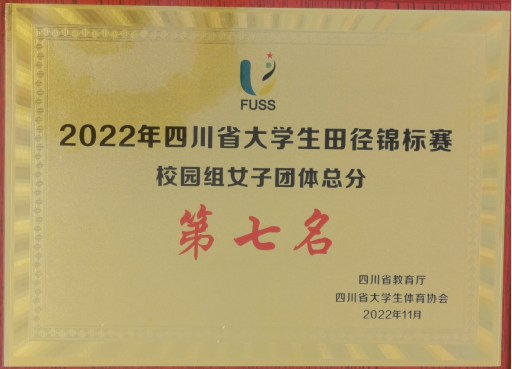 FUSS
2022年四川省大学生田径锦标赛
校园组女子团体总分
第七名
四川省教育厅
四川省大学生体育协会
2022年11月